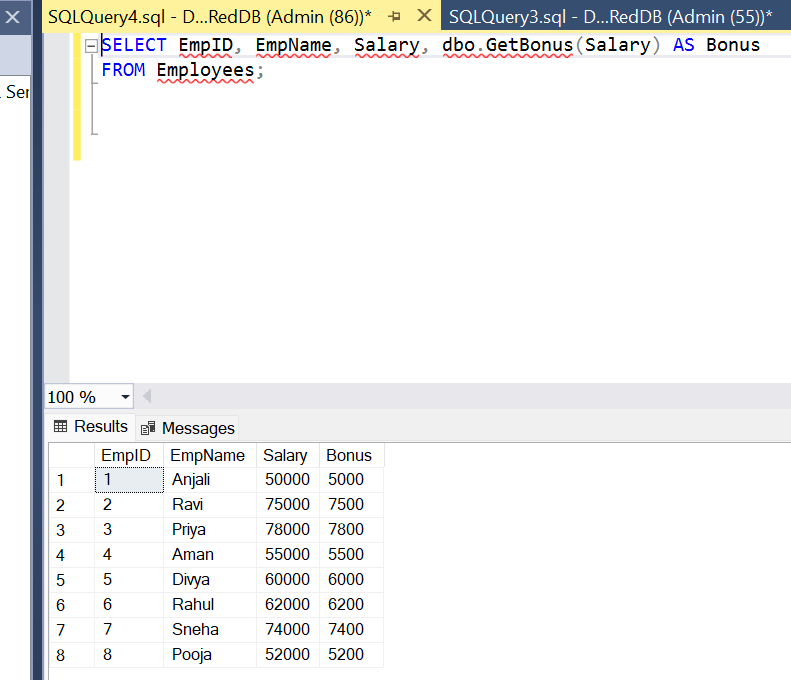 SQLQuery4.sql - D...RedDB (Admin (86))* SQLQuery3.sql - D...RedDB (Admin (55))*
. Ser
SELECT EmpID, EmpName, Salary, dbo.GetBonus(Salary) AS Bonus
FROM Employees;
100 %
Results Messages
EmpID EmpName Salary Bonus
1 1 Anjali 50000 5000
2 2 Ravi 75000 7500
3 3 Priya 78000 7800
4 4 Aman 55000 5500
5 5 Divya 60000 6000
6 6 Rahul 62000 6200
7 7 Sneha 74000 7400
8 8 Pooja 52000 5200